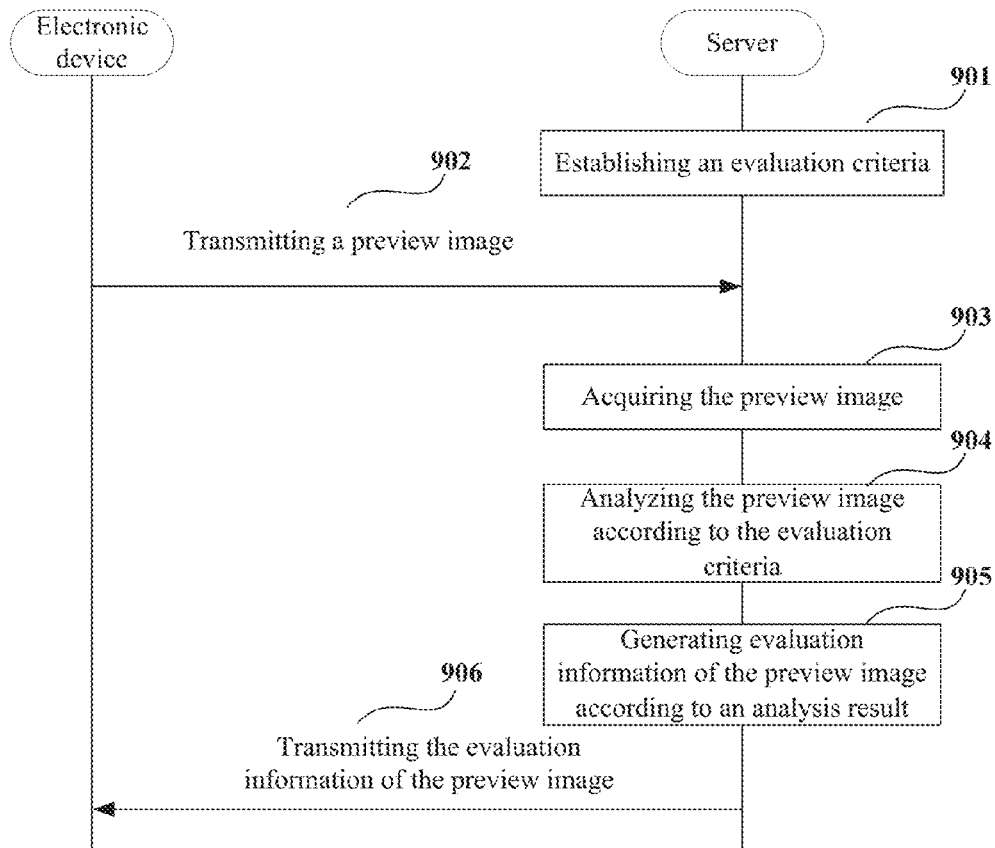 Electronic
device
Server
901
Establishing an evaluation criteria
902
Transmitting a preview image
903
Acquiring the preview image
904
Analyzing the preview image
according to the evaluation
criteria
905
Generating evaluation
information of the preview image
according to an analysis result
906
Transmitting the evaluation
information of the preview image